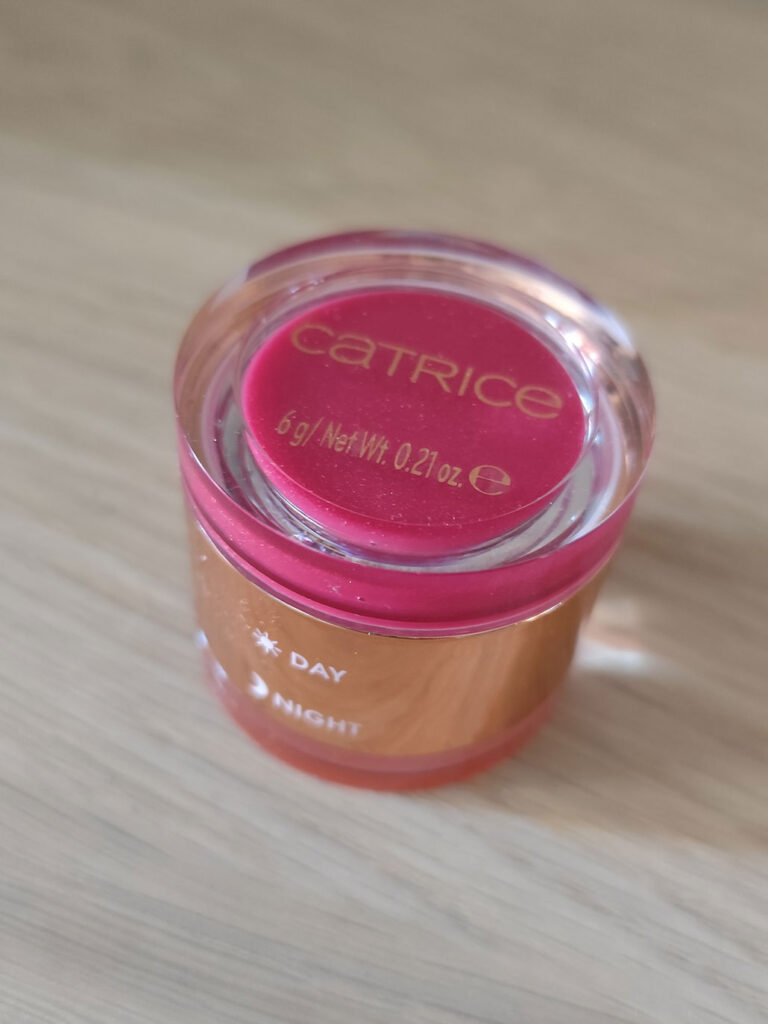 CATRICE
6 g/ Net Wt. 0.21 oz. ℮
DAY
NIGHT